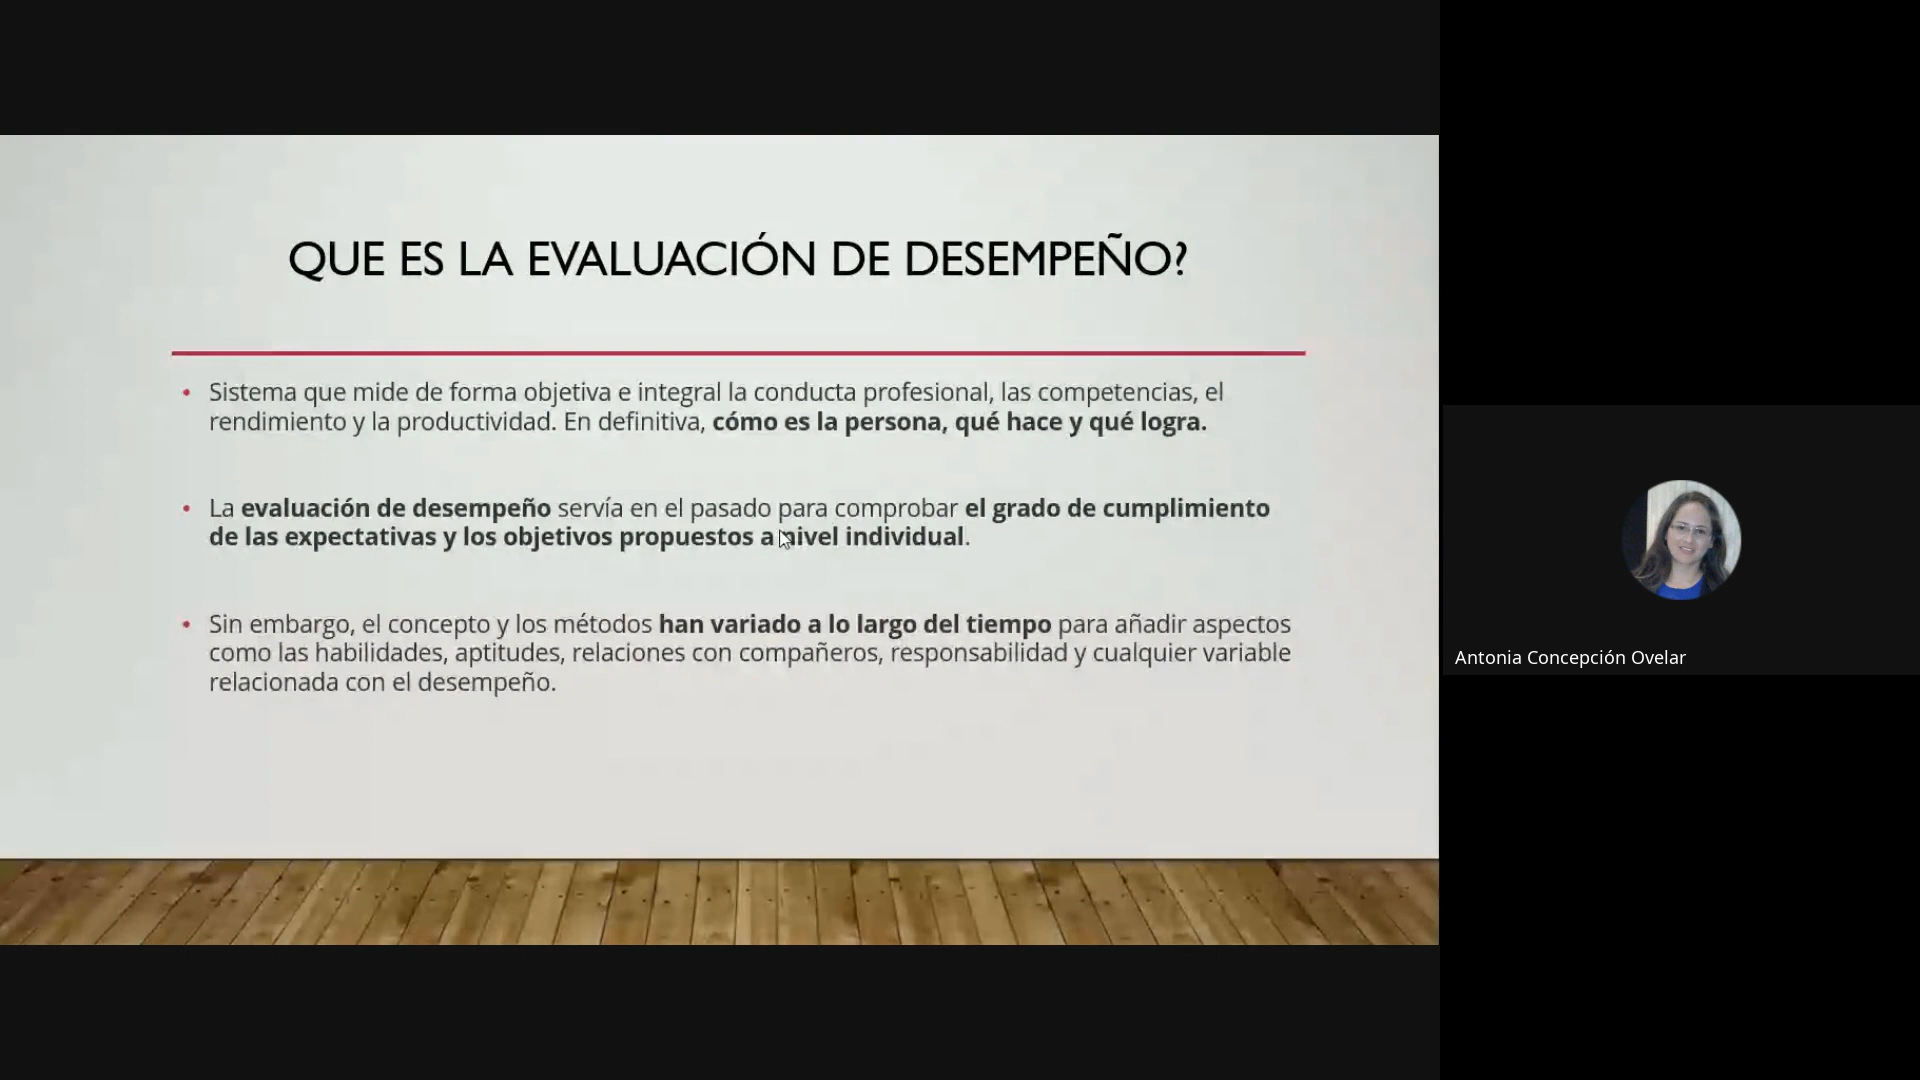 QUE ES LA EVALUACIÓN DE DESEMPEÑO?
• Sistema que mide de forma objetiva e integral la conducta profesional, las competencias, el
rendimiento y la productividad. En definitiva, cómo es la persona, qué hace y qué logra.
• La evaluación de desempeño servía en el pasado para comprobar el grado de cumplimiento
de las expectativas y los objetivos propuestos a nivel individual.
• Sin embargo, el concepto y los métodos han variado a lo largo del tiempo para añadir aspectos
como las habilidades, aptitudes, relaciones con compañeros, responsabilidad y cualquier variable
relacionada con el desempeño.
Antonia Concepción Ovelar